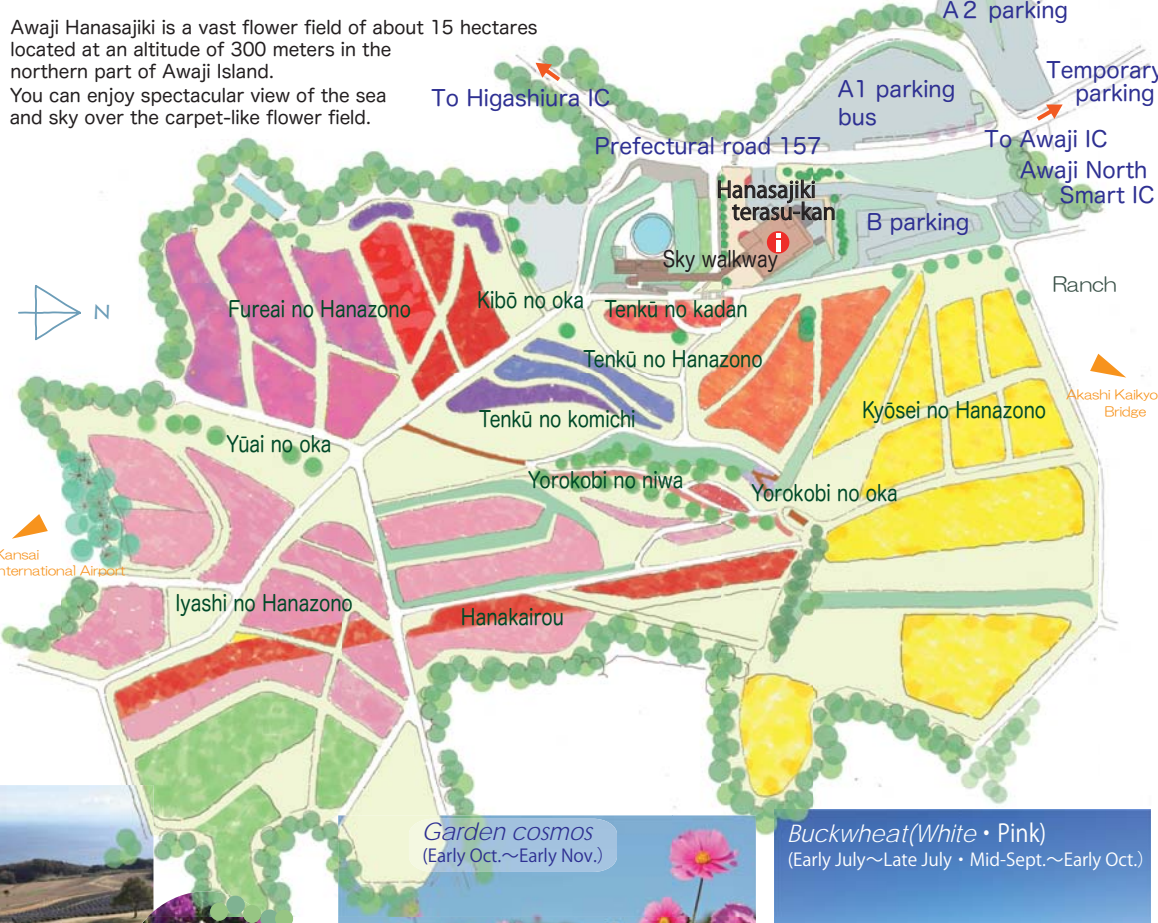 Awaji Hanasajiki is a vast flower field of about 15 hectares
located at an altitude of 300 meters in the
northern part of Awaji Island.
You can enjoy spectacular view of the sea
and sky over the carpet-like flower field.
A2 parking
To Higashiura IC
A1 parking
bus
Temporary
parking
Prefectural road 157
To Awaji IC
Awaji North
Smart IC
Hanasajiki
terasu-kan
B parking
i
Sky walkway
Ranch
N
Fureai no Hanazono
Kibō no oka
Tenkū no kadan
Tenkū no Hanazono
Akashi Kaikyo
Bridge
Tenkū no komichi
Kyōsei no Hanazono
Yūai no oka
Yorokobi no niwa
Yorokobi no oka
Kansai
International Airport
Iyashi no Hanazono
Hanakairou
Garden cosmos
(Early Oct.～Early Nov.)
Buckwheat(White・Pink)
(Early July～Late July・Mid-Sept.～Early Oct.)